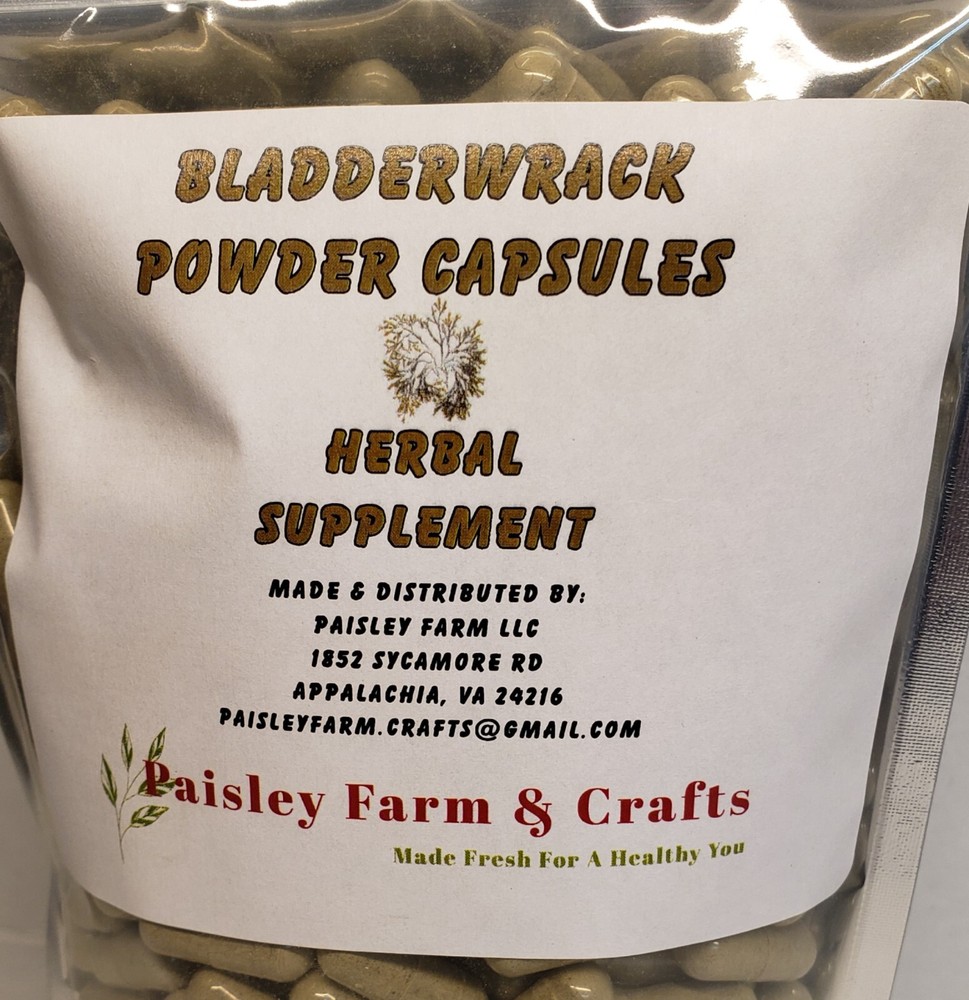 BLADDERWRACK
POWDER CAPSULES
HERBAL
SUPPLEMENT
MADE & DISTRIBUTED BY:
PAISLEY FARM LLC
1852 SYCAMORE RD
APPALACHIA, VA 24216
PAISLEYFARM.CRAFTS@GMAIL.COM
Paisley Farm & Crafts
Made Fresh For A Healthy You